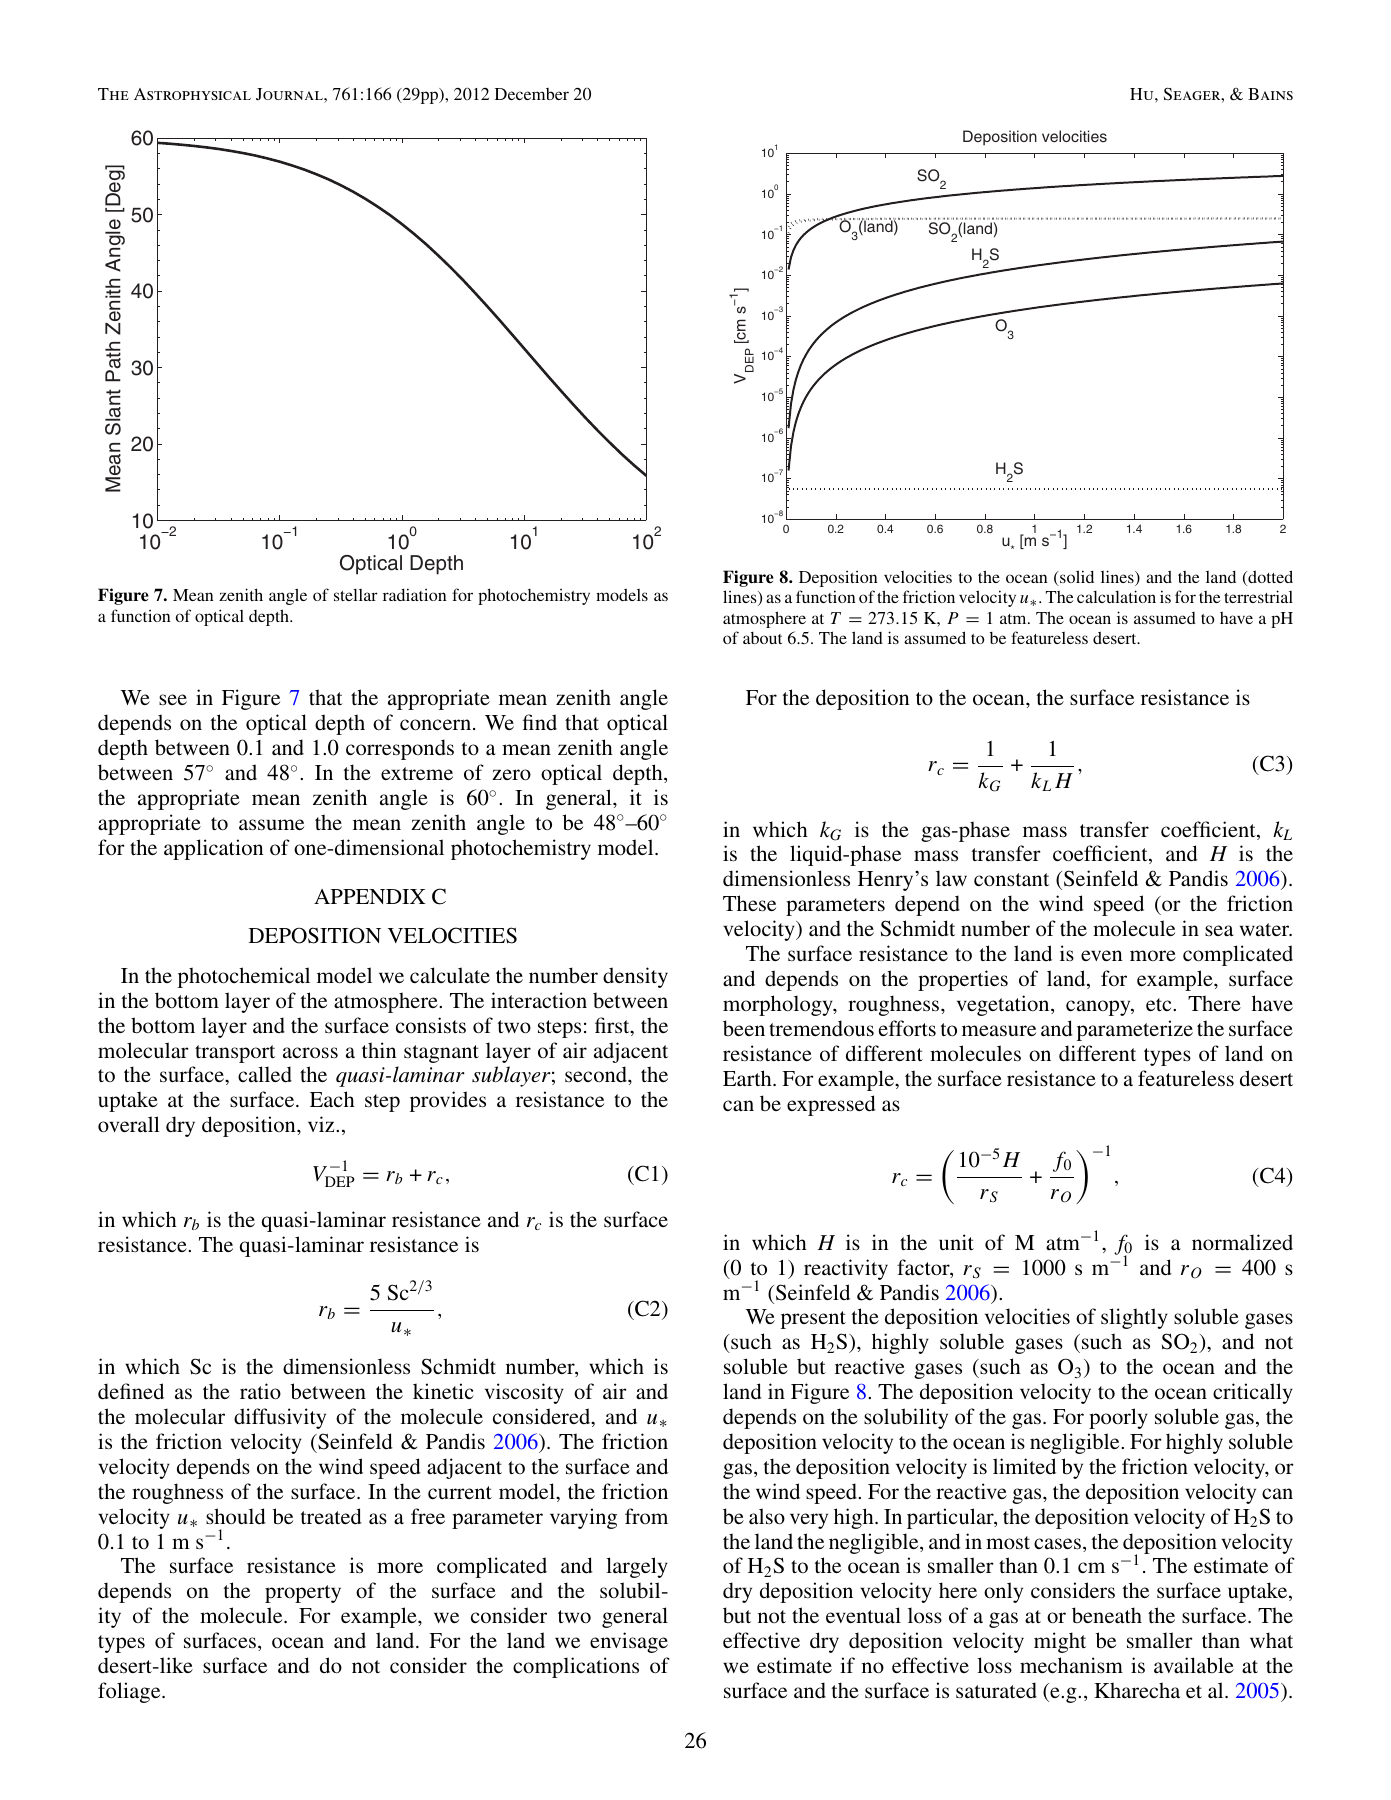 THE ASTROPHYSICAL JOURNAL, 761:166 (29pp), 2012 December 20
HU, SEAGER, & BAINS
60
50
40
30
20
10
Mean Slant Path Zenith Angle [Deg]
10⁻² 10⁻¹ 10⁰ 10¹ 10²
Optical Depth
Figure 7. Mean zenith angle of stellar radiation for photochemistry models as
a function of optical depth.
We see in Figure 7 that the appropriate mean zenith angle
depends on the optical depth of concern. We find that optical
depth between 0.1 and 1.0 corresponds to a mean zenith angle
between 57° and 48°. In the extreme of zero optical depth,
the appropriate mean zenith angle is 60°. In general, it is
appropriate to assume the mean zenith angle to be 48°–60°
for the application of one-dimensional photochemistry model.
APPENDIX C
DEPOSITION VELOCITIES
In the photochemical model we calculate the number density
in the bottom layer of the atmosphere. The interaction between
the bottom layer and the surface consists of two steps: first, the
molecular transport across a thin stagnant layer of air adjacent
to the surface, called the quasi-laminar sublayer; second, the
uptake at the surface. Each step provides a resistance to the
overall dry deposition, viz.,
V_DEP^−1 = r_b + r_c, (C1)
in which r_b is the quasi-laminar resistance and r_c is the surface
resistance. The quasi-laminar resistance is
r_b = 5 Sc^2/3 / u_*, (C2)
in which Sc is the dimensionless Schmidt number, which is
defined as the ratio between the kinetic viscosity of air and
the molecular diffusivity of the molecule considered, and u_*
is the friction velocity (Seinfeld & Pandis 2006). The friction
velocity depends on the wind speed adjacent to the surface and
the roughness of the surface. In the current model, the friction
velocity u_* should be treated as a free parameter varying from
0.1 to 1 m s⁻¹.
The surface resistance is more complicated and largely
depends on the property of the surface and the solubil-
ity of the molecule. For example, we consider two general
types of surfaces, ocean and land. For the land we envisage
desert-like surface and do not consider the complications of
foliage.
Deposition velocities
10¹
10⁰
10⁻¹
10⁻²
10⁻³
10⁻⁴
10⁻⁵
10⁻⁶
10⁻⁷
10⁻⁸
V_DEP [cm s⁻¹]
SO₂
O₃(land) SO₂(land)
H₂S
O₃
H₂S
0 0.2 0.4 0.6 0.8 1 1.2 1.4 1.6 1.8 2
u_* [m s⁻¹]
Figure 8. Deposition velocities to the ocean (solid lines) and the land (dotted
lines) as a function of the friction velocity u_*. The calculation is for the terrestrial
atmosphere at T = 273.15 K, P = 1 atm. The ocean is assumed to have a pH
of about 6.5. The land is assumed to be featureless desert.
For the deposition to the ocean, the surface resistance is
r_c = 1/k_G + 1/(k_L H), (C3)
in which k_G is the gas-phase mass transfer coefficient, k_L
is the liquid-phase mass transfer coefficient, and H is the
dimensionless Henry's law constant (Seinfeld & Pandis 2006).
These parameters depend on the wind speed (or the friction
velocity) and the Schmidt number of the molecule in sea water.
The surface resistance to the land is even more complicated
and depends on the properties of land, for example, surface
morphology, roughness, vegetation, canopy, etc. There have
been tremendous efforts to measure and parameterize the surface
resistance of different molecules on different types of land on
Earth. For example, the surface resistance to a featureless desert
can be expressed as
r_c = (10⁻⁵H / r_S + f_0 / r_O)⁻¹, (C4)
in which H is in the unit of M atm⁻¹, f_0 is a normalized
(0 to 1) reactivity factor, r_S = 1000 s m⁻¹ and r_O = 400 s
m⁻¹ (Seinfeld & Pandis 2006).
We present the deposition velocities of slightly soluble gases
(such as H₂S), highly soluble gases (such as SO₂), and not
soluble but reactive gases (such as O₃) to the ocean and the
land in Figure 8. The deposition velocity to the ocean critically
depends on the solubility of the gas. For poorly soluble gas, the
deposition velocity to the ocean is negligible. For highly soluble
gas, the deposition velocity is limited by the friction velocity, or
the wind speed. For the reactive gas, the deposition velocity can
be also very high. In particular, the deposition velocity of H₂S to
the land the negligible, and in most cases, the deposition velocity
of H₂S to the ocean is smaller than 0.1 cm s⁻¹. The estimate of
dry deposition velocity here only considers the surface uptake,
but not the eventual loss of a gas at or beneath the surface. The
effective dry deposition velocity might be smaller than what
we estimate if no effective loss mechanism is available at the
surface and the surface is saturated (e.g., Kharecha et al. 2005).
26